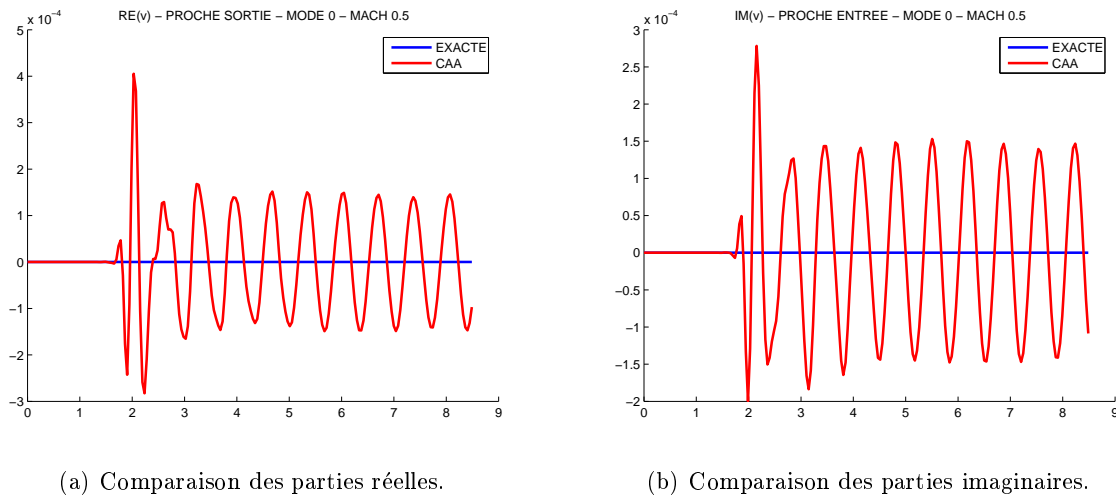 RE(v) – PROCHE SORTIE – MODE 0 – MACH 0.5
x 10⁻⁴
5
4
3
2
1
0
−1
−2
−3
0 1 2 3 4 5 6 7 8 9
EXACTE
CAA
(a) Comparaison des parties réelles.
IM(v) – PROCHE ENTREE – MODE 0 – MACH 0.5
x 10⁻⁴
3
2.5
2
1.5
1
0.5
0
−0.5
−1
−1.5
−2
0 1 2 3 4 5 6 7 8 9
EXACTE
CAA
(b) Comparaison des parties imaginaires.